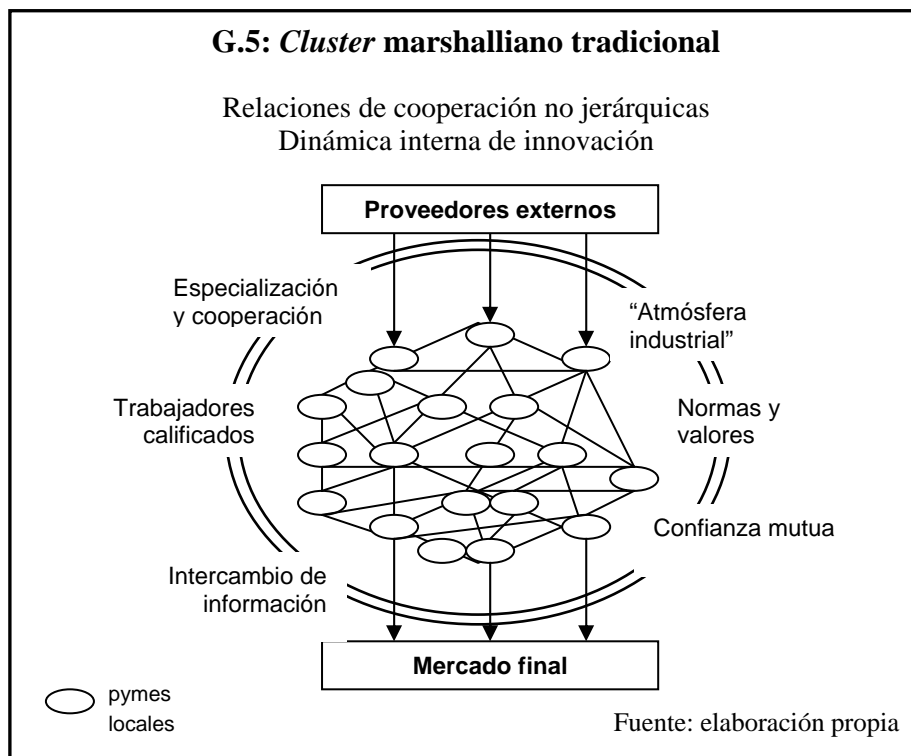 G.5: Cluster marshalliano tradicional
Relaciones de cooperación no jerárquicas
Dinámica interna de innovación
Proveedores externos
Especialización
y cooperación
“Atmósfera
industrial”
Trabajadores
calificados
Normas y
valores
Confianza mutua
Intercambio de
información
Mercado final
pymes
locales
Fuente: elaboración propia